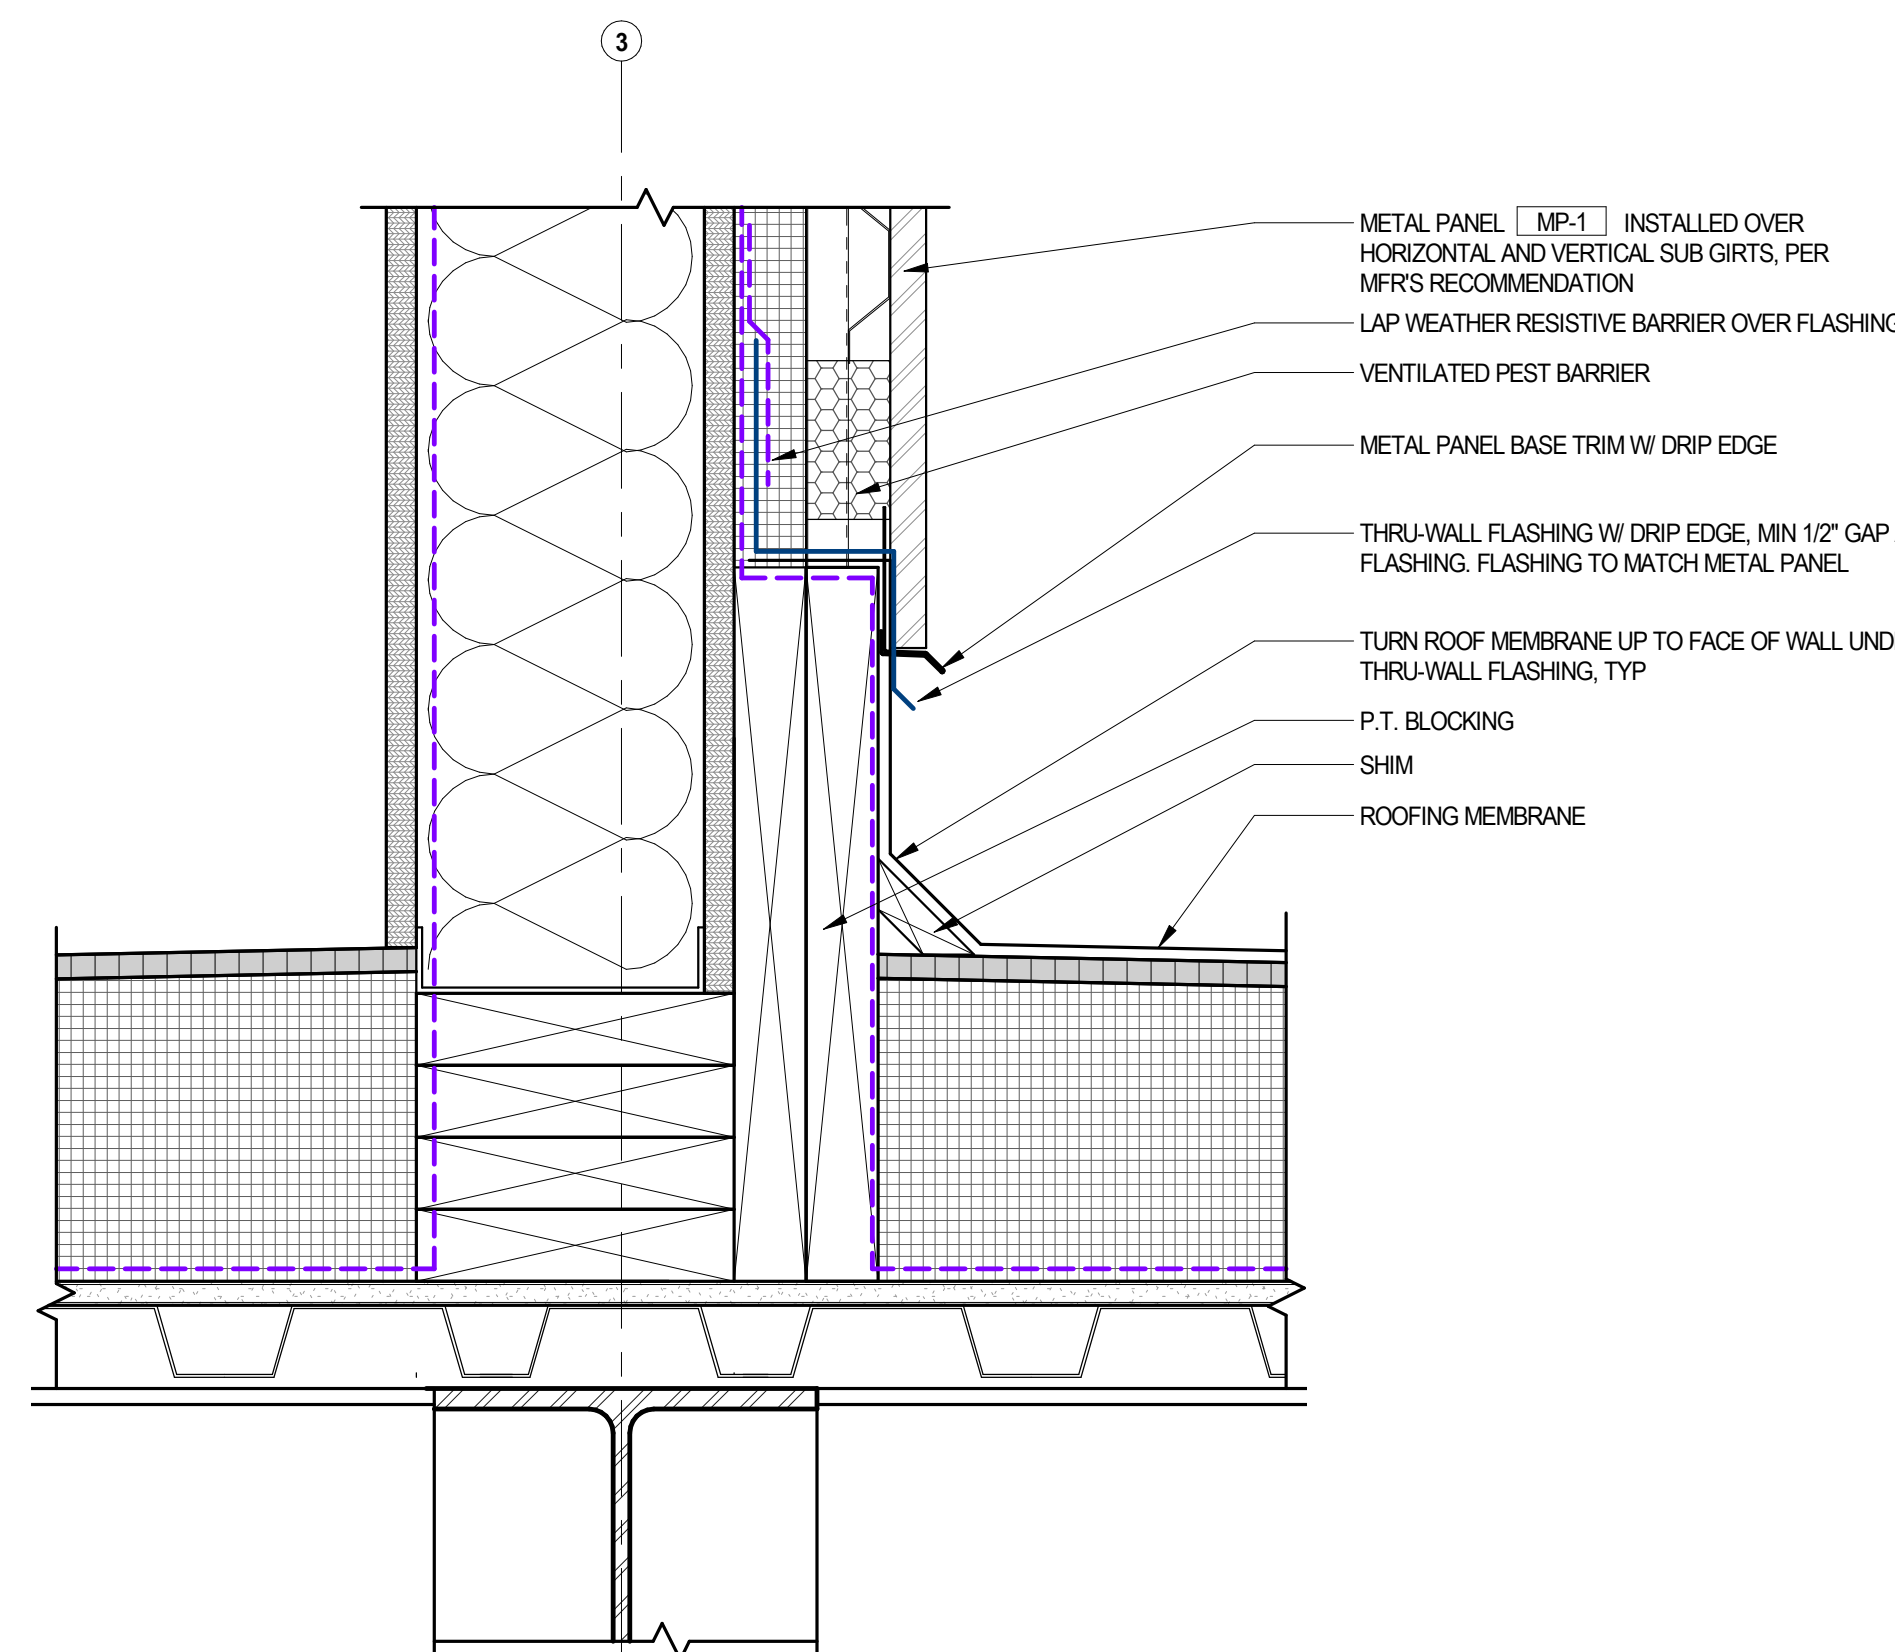 3
METAL PANEL MP-1 INSTALLED OVER
HORIZONTAL AND VERTICAL SUB GIRTS, PER
MFR'S RECOMMENDATION
LAP WEATHER RESISTIVE BARRIER OVER FLASHING
VENTILATED PEST BARRIER
METAL PANEL BASE TRIM W/ DRIP EDGE
THRU-WALL FLASHING W/ DRIP EDGE, MIN 1/2" GAP
FLASHING. FLASHING TO MATCH METAL PANEL
TURN ROOF MEMBRANE UP TO FACE OF WALL UND
THRU-WALL FLASHING, TYP
P.T. BLOCKING
SHIM
ROOFING MEMBRANE